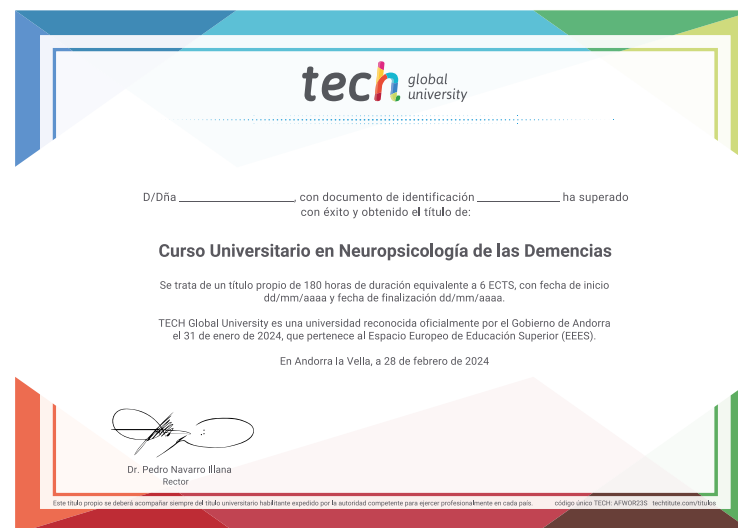 tech global university
D/Dña ______________, con documento de identificación ______________ ha superado
con éxito y obtenido el título de:
Curso Universitario en Neuropsicología de las Demencias
Se trata de un título propio de 180 horas de duración equivalente a 6 ECTS, con fecha de inicio
dd/mm/aaaa y fecha de finalización dd/mm/aaaa.
TECH Global University es una universidad reconocida oficialmente por el Gobierno de Andorra
el 31 de enero de 2024, que pertenece al Espacio Europeo de Educación Superior (EEES).
En Andorra la Vella, a 28 de febrero de 2024
Dr. Pedro Navarro Illana
Rector
Este título propio se deberá acompañar siempre del título universitario habilitante expedido por la autoridad competente para ejercer profesionalmente en cada país. código único TECH: AFWOR23S techtitute.com/titulos